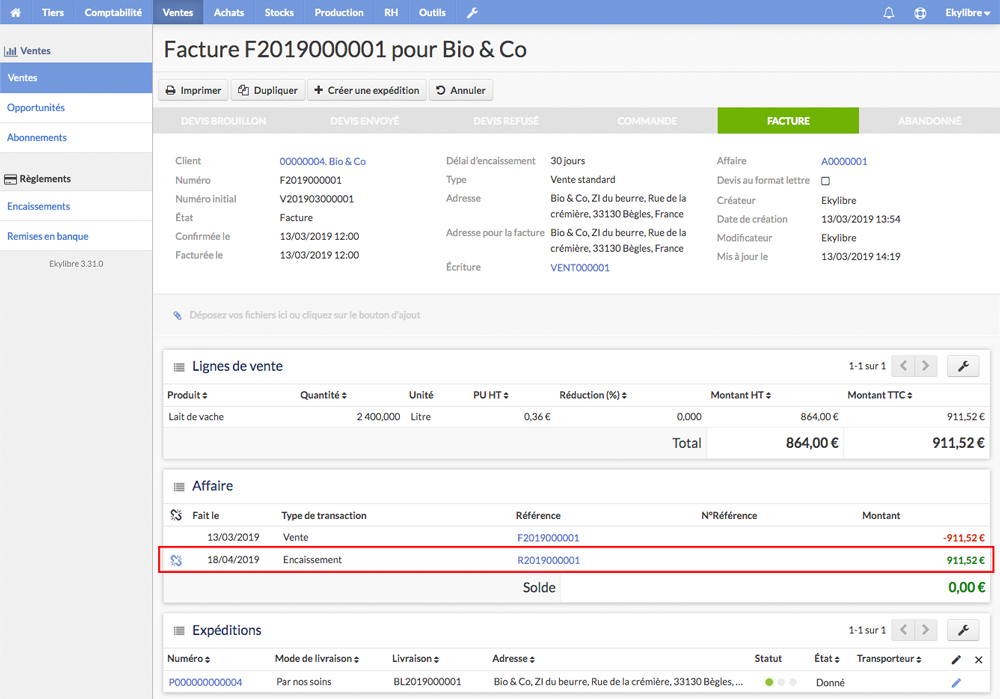 Tiers Comptabilité Ventes Achats Stocks Production RH Outils Ekylibre
Ventes
Ventes
Opportunités
Abonnements
Règlements
Encaissements
Remises en banque
Ekylibre 3.31.0
Facture F2019000001 pour Bio & Co
Imprimer Dupliquer Créer une expédition Annuler
DEVIS BROUILLON DEVIS ENVOYÉ DEVIS REFUSÉ COMMANDE FACTURE ABANDONNÉ
Client 00000004. Bio & Co
Numéro F2019000001
Numéro initial V201903000001
État Facture
Confirmée le 13/03/2019 12:00
Facturée le 13/03/2019 12:00
Délai d'encaissement 30 jours
Type Vente standard
Adresse Bio & Co, ZI du beurre, Rue de la
crémière, 33130 Bègles, France
Adresse pour la facture Bio & Co, ZI du beurre, Rue de la
crémière, 33130 Bègles, France
Écriture VENT000001
Affaire A0000001
Devis au format lettre
Créateur Ekylibre
Date de création 13/03/2019 13:54
Modificateur Ekylibre
Mis à jour le 13/03/2019 14:19
Déposez vos fichiers ici ou cliquez sur le bouton d'ajout
Lignes de vente 1-1 sur 1
Produit Quantité Unité PU HT Réduction (%) Montant HT Montant TTC
Lait de vache 2 400,000 Litre 0,36 € 0,000 864,00 € 911,52 €
Total 864,00 € 911,52 €
Affaire
Fait le Type de transaction Référence N°Référence Montant
13/03/2019 Vente F2019000001 -911,52 €
18/04/2019 Encaissement R2019000001 911,52 €
Solde 0,00 €
Expéditions 1-1 sur 1
Numéro Mode de livraison Livraison Adresse Statut État Transporteur
P000000000004 Par nos soins BL2019000001 Bio & Co, ZI du beurre, Rue de la crémière, 33130 Bègles, ... Donné